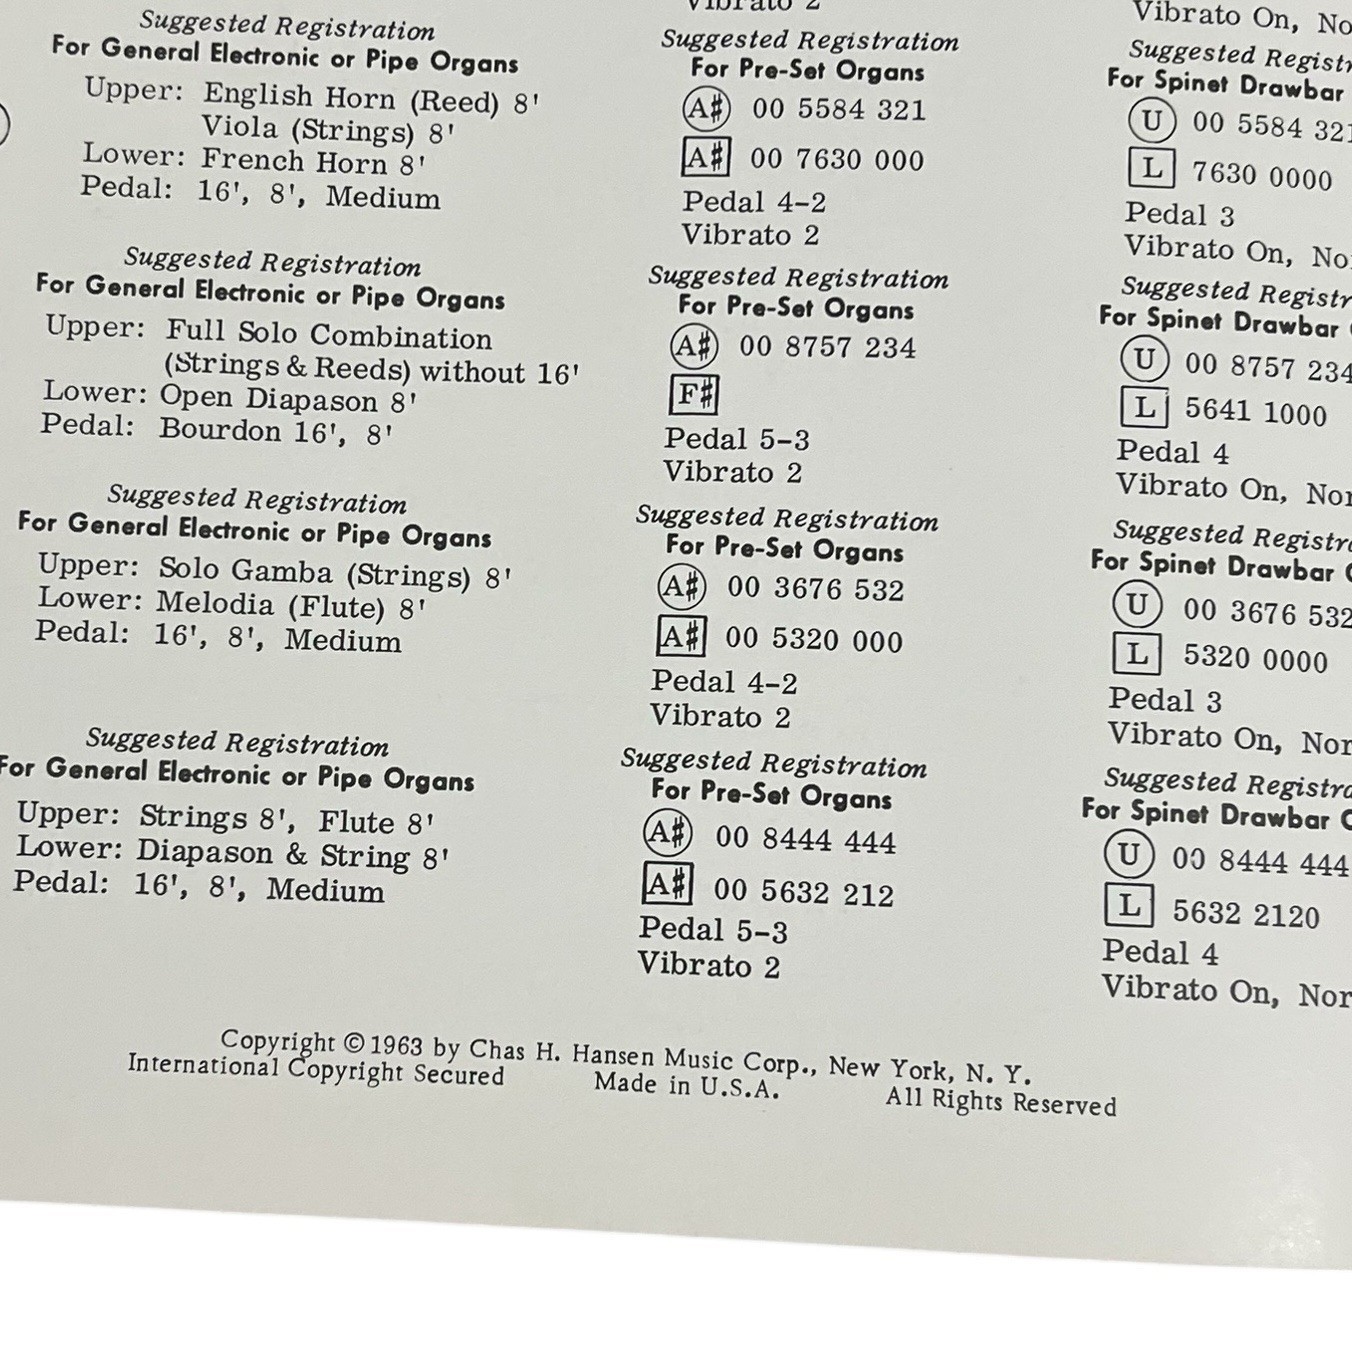 Suggested Registration
For General Electronic or Pipe Organs
Upper: English Horn (Reed) 8'
Viola (Strings) 8'
Lower: French Horn 8'
Pedal: 16', 8', Medium
Suggested Registration
For General Electronic or Pipe Organs
Upper: Full Solo Combination
(Strings & Reeds) without 16'
Lower: Open Diapason 8'
Pedal: Bourdon 16', 8'
Suggested Registration
For General Electronic or Pipe Organs
Upper: Solo Gamba (Strings) 8'
Lower: Melodia (Flute) 8'
Pedal: 16', 8', Medium
Suggested Registration
For General Electronic or Pipe Organs
Upper: Strings 8', Flute 8'
Lower: Diapason & String 8'
Pedal: 16', 8', Medium
Vibrato 2
Suggested Registration
For Pre-Set Organs
A♯ 00 5584 321
A♯ 00 7630 000
Pedal 4-2
Vibrato 2
Suggested Registration
For Pre-Set Organs
A♯ 00 8757 234
F♯
Pedal 5-3
Vibrato 2
Suggested Registration
For Pre-Set Organs
A♯ 00 3676 532
A♯ 00 5320 000
Pedal 4-2
Vibrato 2
Suggested Registration
For Pre-Set Organs
A♯ 00 8444 444
A♯ 00 5632 212
Pedal 5-3
Vibrato 2
Vibrato On, No
Suggested Registr
For Spinet Drawbar
U 00 5584 321
L 7630 0000
Pedal 3
Vibrato On, No
Suggested Registr
For Spinet Drawbar
U 00 8757 234
L 5641 1000
Pedal 4
Vibrato On, Nor
Suggested Registra
For Spinet Drawbar
U 00 3676 532
L 5320 0000
Pedal 3
Vibrato On, Nor
Suggested Registra
For Spinet Drawbar
U 00 8444 444
L 5632 2120
Pedal 4
Vibrato On, Nor
Copyright © 1963 by Chas H. Hansen Music Corp., New York, N. Y.
International Copyright Secured Made in U.S.A. All Rights Reserved